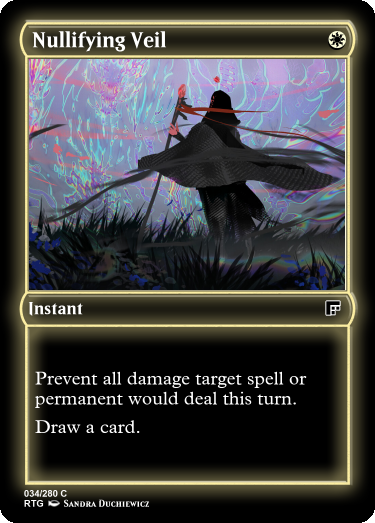 Nullifying Veil
Instant
Prevent all damage target spell or
permanent would deal this turn.
Draw a card.
034/280 C
RTG Sandra Duchiewicz